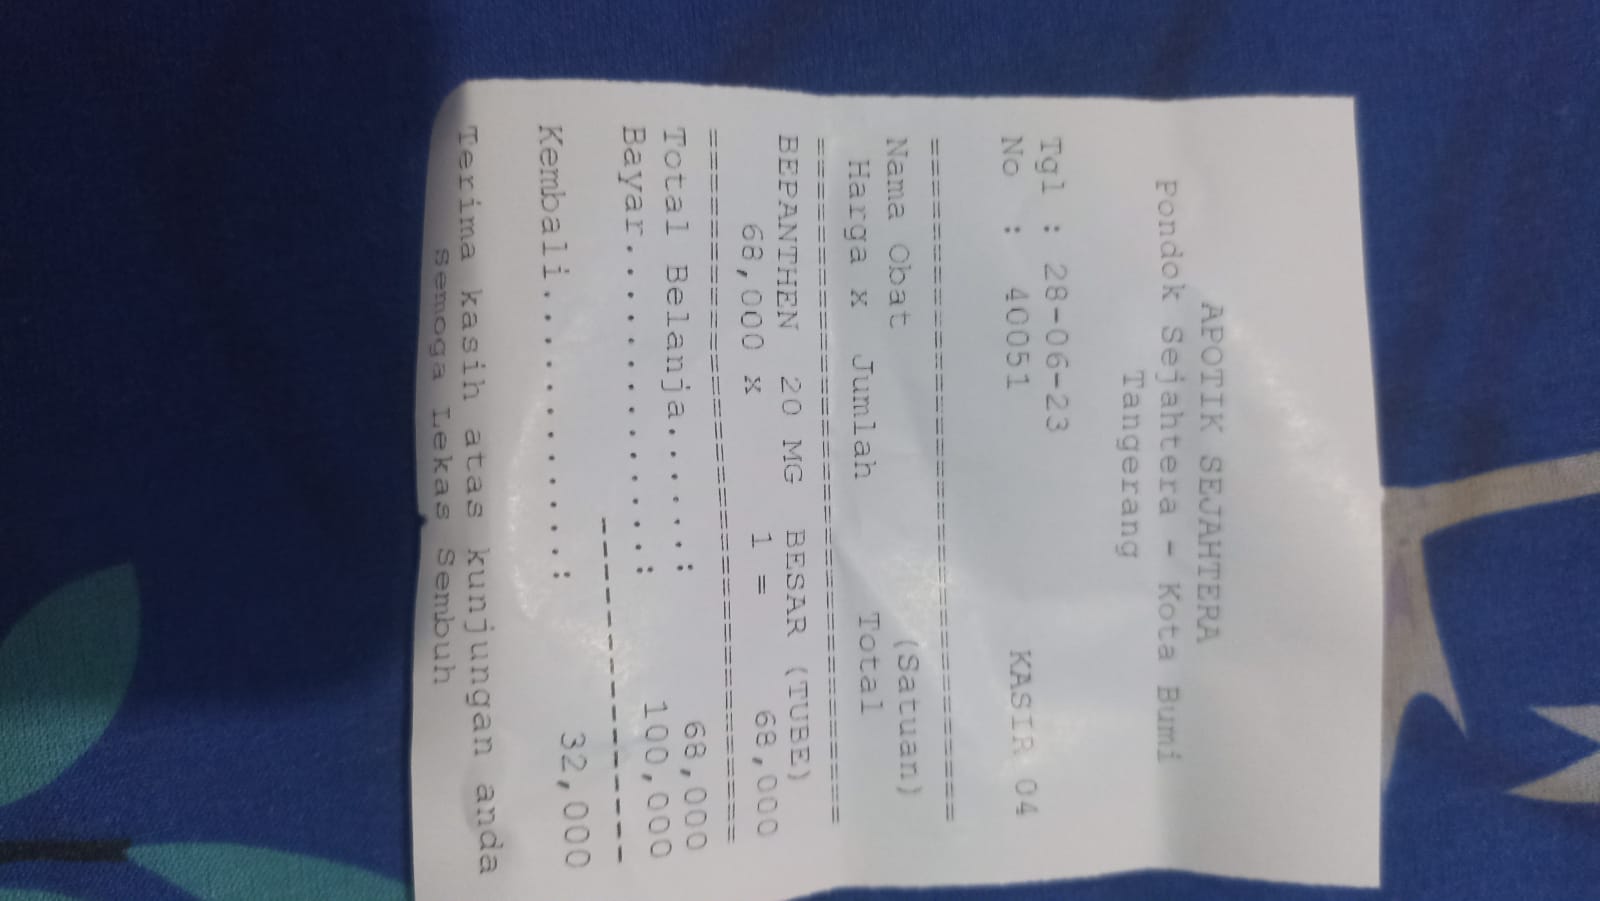 APOTIK SEJAHTERA
Pondok Sejahtera - Kota Bumi
Tangerang
Tgl : 28-06-23
No : 40051 KASIR 04
==================================
Nama Obat (Satuan)
Harga x Jumlah Total
==================================
BEPANTHEN 20 MG BESAR (TUBE)
68,000 x 1 = 68,000
==================================
Total Belanja.......: 68,000
Bayar...............: 100,000
-----------------
Kembali.............: 32,000
Terima kasih atas kunjungan anda
Semoga Lekas Sembuh